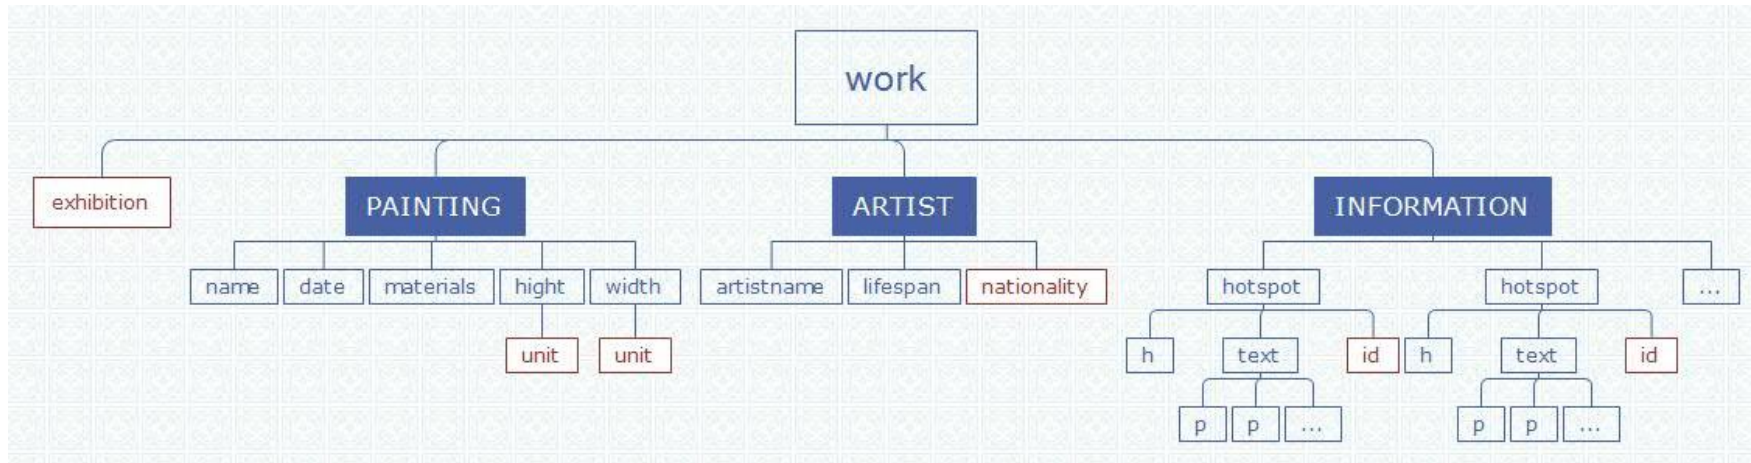 work
exhibition PAINTING ARTIST INFORMATION
name date materials hight width artistname lifespan nationality hotspot hotspot ...
unit unit h text id h text id
p p ... p p ...